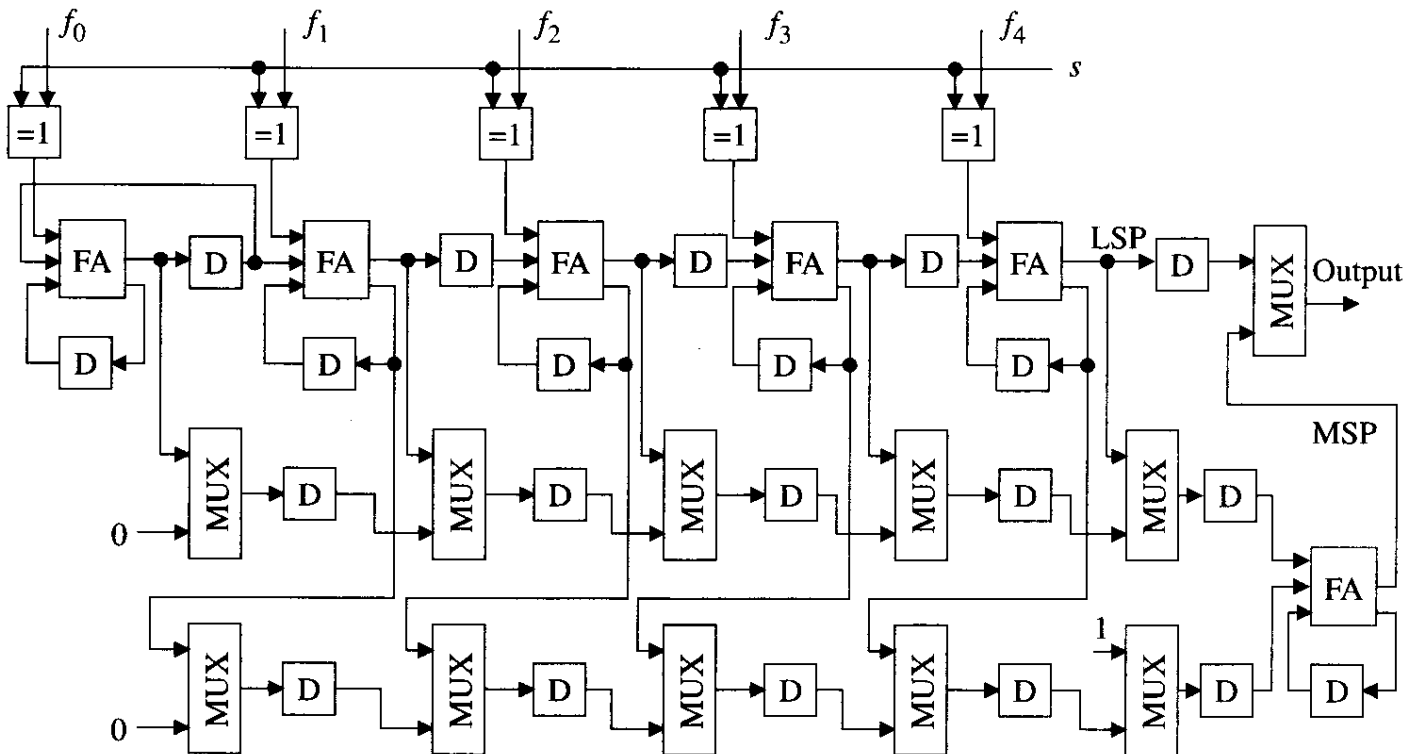 f0 f1 f2 f3 f4
s
=1 =1 =1 =1 =1
FA D FA D FA D FA D FA LSP D MUX Output
D D D D D
MSP
MUX D MUX D MUX D MUX D MUX D
0
FA
1
MUX D MUX D MUX D MUX D MUX D D
0